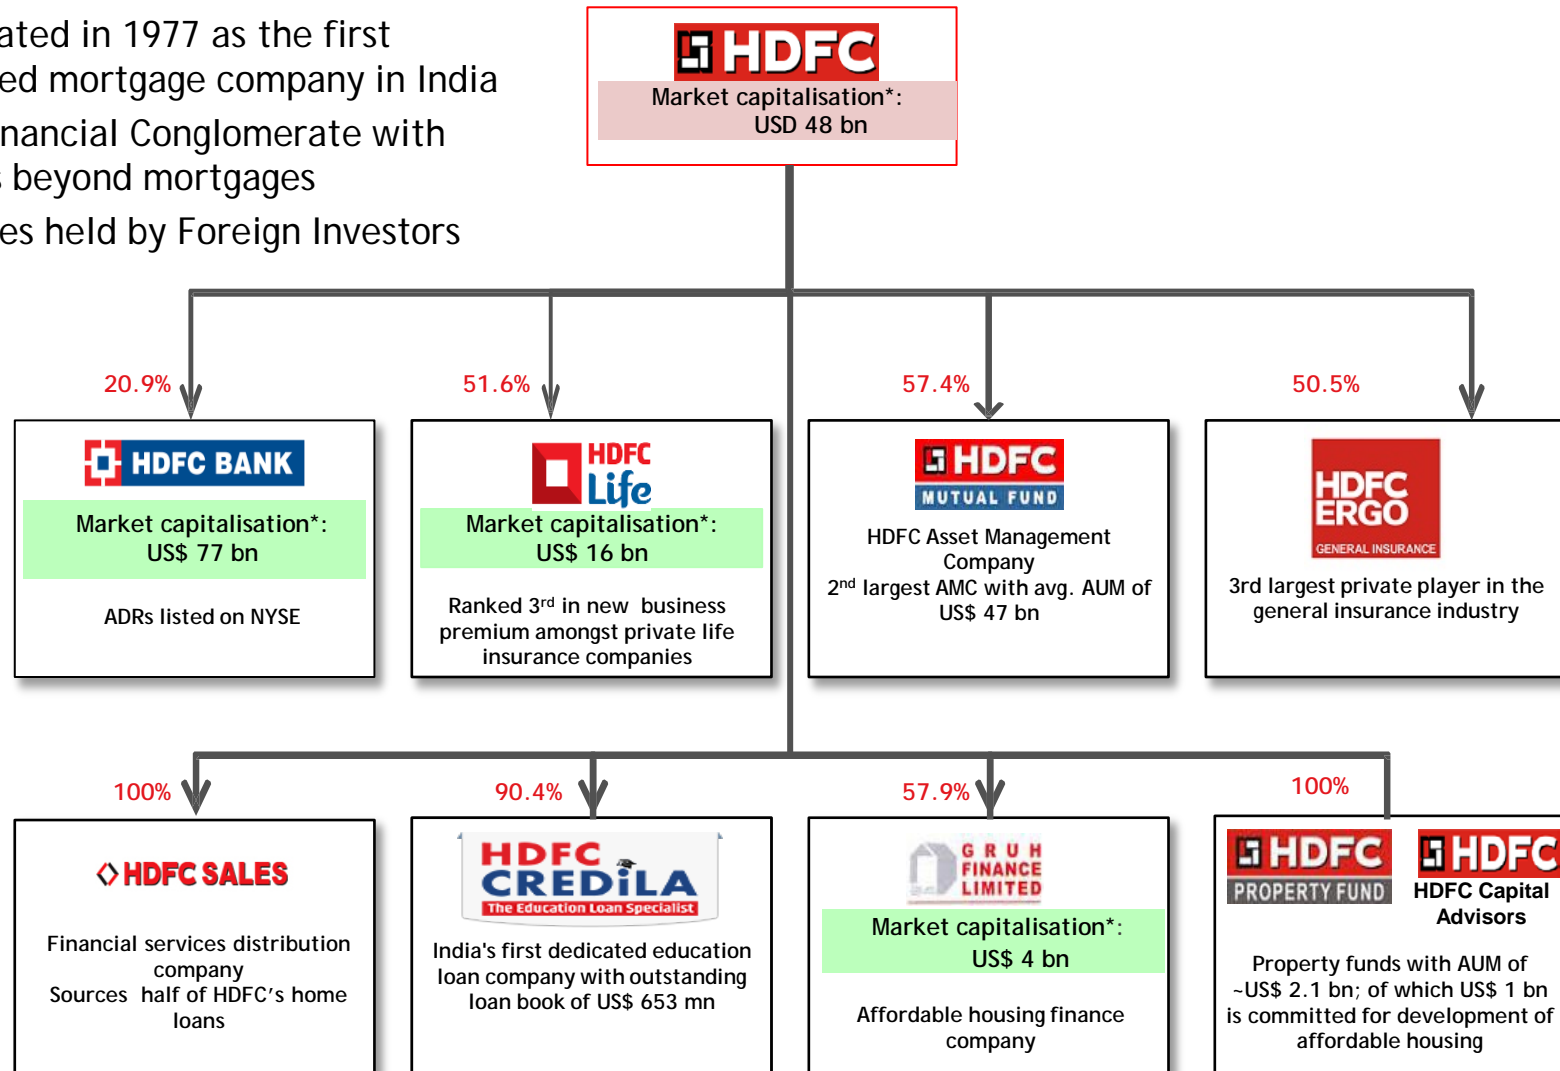 ated in 1977 as the first
ed mortgage company in India
nancial Conglomerate with
s beyond mortgages
es held by Foreign Investors
HDFC
Market capitalisation*:
USD 48 bn
20.9%
51.6%
57.4%
50.5%
HDFC BANK
Market capitalisation*:
US$ 77 bn
ADRs listed on NYSE
HDFC
Life
Market capitalisation*:
US$ 16 bn
Ranked 3rd in new business
premium amongst private life
insurance companies
HDFC
MUTUAL FUND
HDFC Asset Management
Company
2nd largest AMC with avg. AUM of
US$ 47 bn
HDFC
ERGO
GENERAL INSURANCE
3rd largest private player in the
general insurance industry
100%
90.4%
57.9%
100%
HDFC SALES
Financial services distribution
company
Sources half of HDFC's home
loans
HDFC
CREDiLA
The Education Loan Specialist
India's first dedicated education
loan company with outstanding
loan book of US$ 653 mn
GRUH
FINANCE
LIMITED
Market capitalisation*:
US$ 4 bn
Affordable housing finance
company
HDFC
PROPERTY FUND
HDFC
HDFC Capital
Advisors
Property funds with AUM of
~US$ 2.1 bn; of which US$ 1 bn
is committed for development of
affordable housing